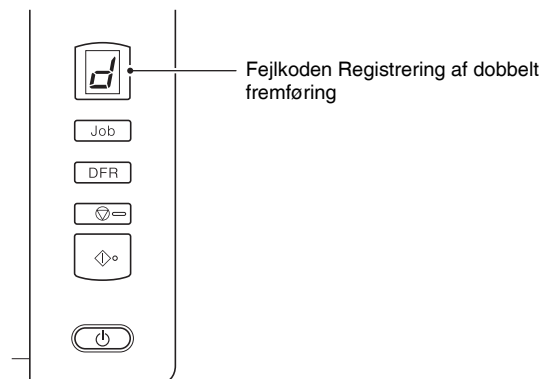 d
Fejlkoden Registrering af dobbelt
fremføring
Job
DFR